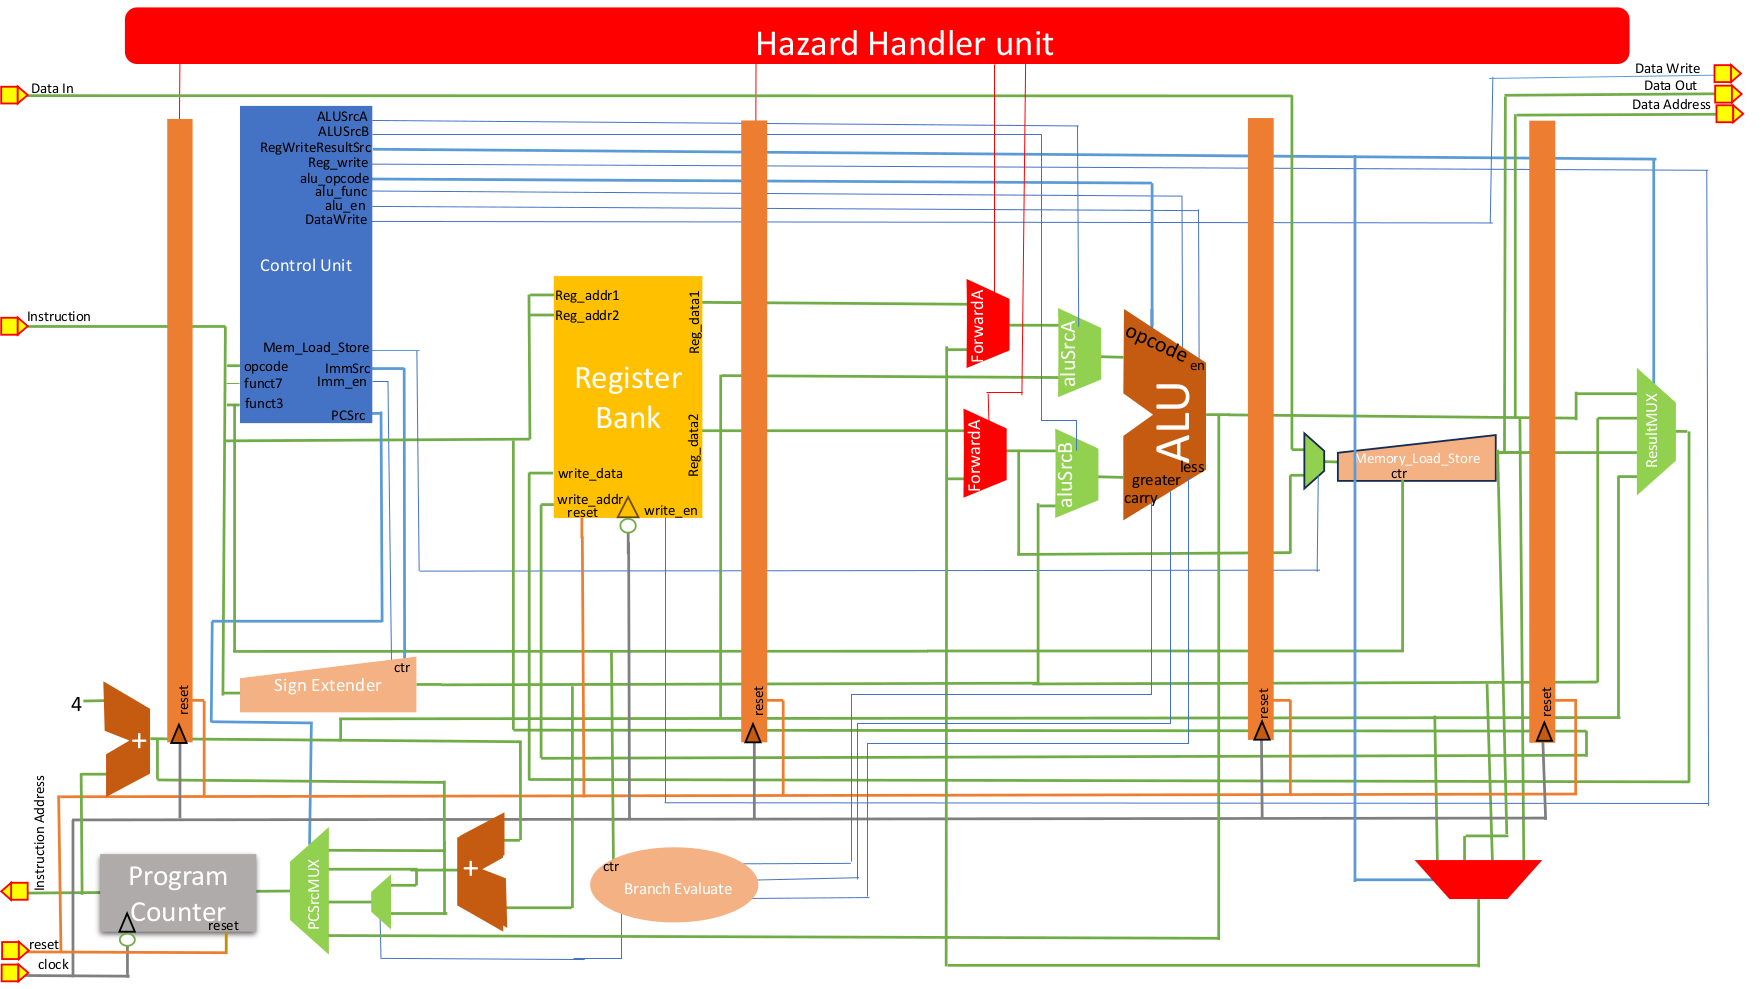 Hazard Handler unit
Data In
Data Write
Data Out
Data Address
ALUSrcA
ALUSrcB
RegWriteResultSrc
Reg_write
alu_opcode
alu_func
alu_en
DataWrite
Control Unit
Instruction
Mem_Load_Store
opcode
ImmSrc
funct7
Imm_en
funct3
PCSrc
Reg_addr1
Reg_addr2
Reg_data1
Register
Bank
Reg_data2
write_data
write_addr
reset
write_en
ForwardA
aluSrcA
ForwardA
aluSrcB
opcode
en
ALU
less
greater
carry
Memory_Load_Store
ctr
ResultMUX
ctr
Sign Extender
4
+
reset
reset
reset
reset
Instruction Address
Program
Counter
reset
PCSrcMUX
+
ctr
Branch Evaluate
reset
clock